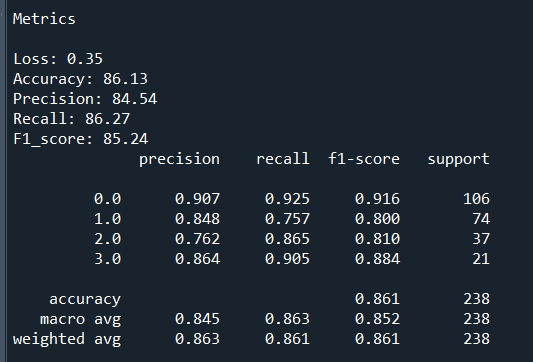 Metrics
Loss: 0.35
Accuracy: 86.13
Precision: 84.54
Recall: 86.27
F1_score: 85.24
precision recall f1-score support
0.0 0.907 0.925 0.916 106
1.0 0.848 0.757 0.800 74
2.0 0.762 0.865 0.810 37
3.0 0.864 0.905 0.884 21
accuracy 0.861 238
macro avg 0.845 0.863 0.852 238
weighted avg 0.863 0.861 0.861 238